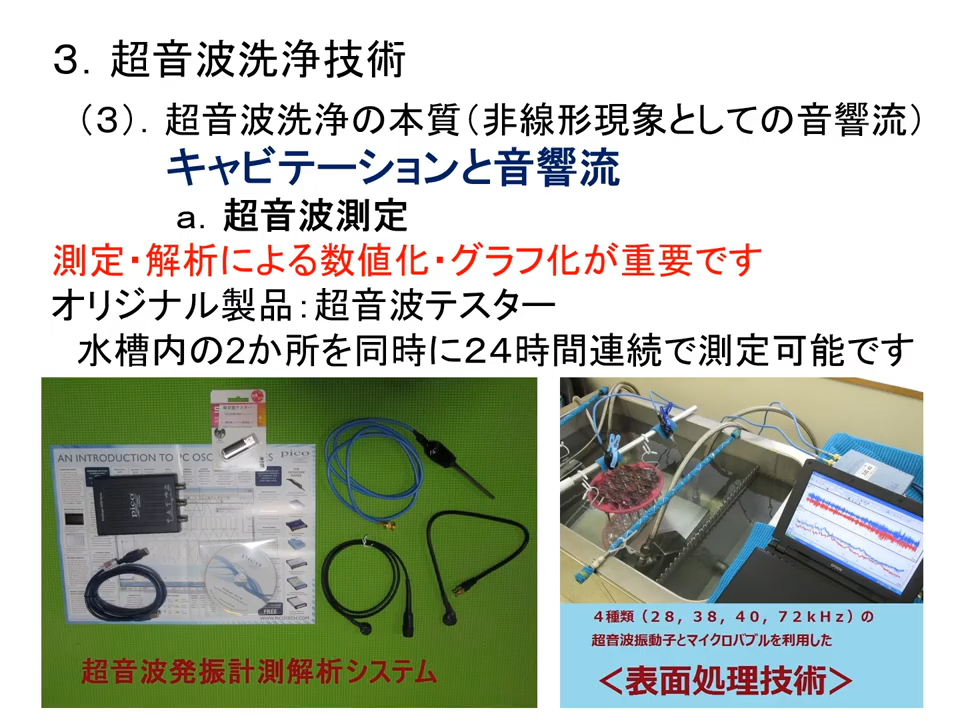 ３．超音波洗浄技術
（３）．超音波洗浄の本質（非線形現象としての音響流）
キャビテーションと音響流
ａ．超音波測定
測定・解析による数値化・グラフ化が重要です
オリジナル製品：超音波テスター
水槽内の2か所を同時に２４時間連続で測定可能です
AN INTRODUCTION TO PC OSC
pico
pico
FREE
超音波発振計測解析システム
４種類（２８，３８，４０，７２ｋＨｚ）の
超音波振動子とマイクロバブルを利用した
＜表面処理技術＞